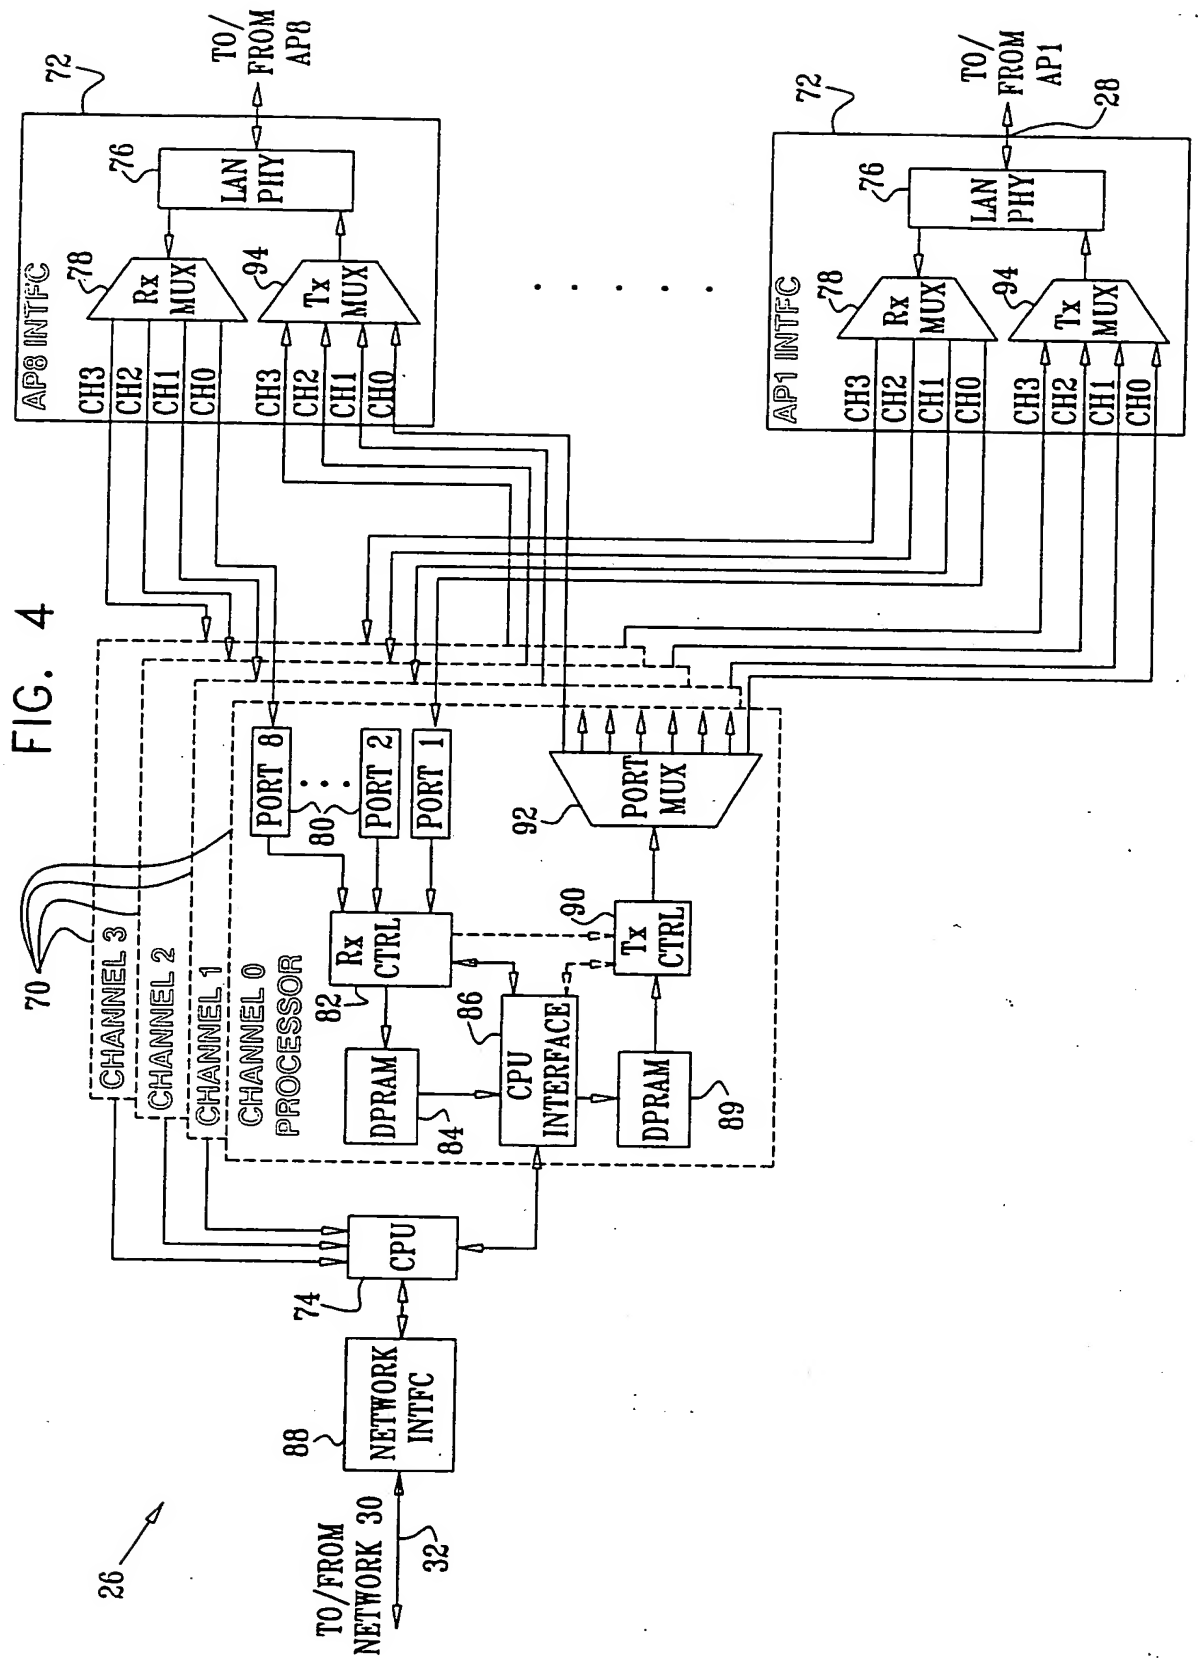 FIG. 4
26
TO/FROM
NETWORK 30
32
88
NETWORK
INTFC
74
CPU
70
CHANNEL 3
CHANNEL 2
CHANNEL 1
CHANNEL 0
PROCESSOR
PORT 8
80
PORT 2
PORT 1
Rx
CTRL
82
DPRAM
84
86
CPU
INTERFACE
DPRAM
89
90
Tx
CTRL
92
PORT
MUX
AP8 INTFC
72
CH3
CH2
CH1
CH0
78
Rx
MUX
76
LAN
PHY
TO/
FROM
AP8
CH3
CH2
CH1
CH0
94
Tx
MUX
AP1 INTFC
72
CH3
CH2
CH1
CH0
78
Rx
MUX
76
LAN
PHY
TO/
FROM
AP1
28
CH3
CH2
CH1
CH0
94
Tx
MUX